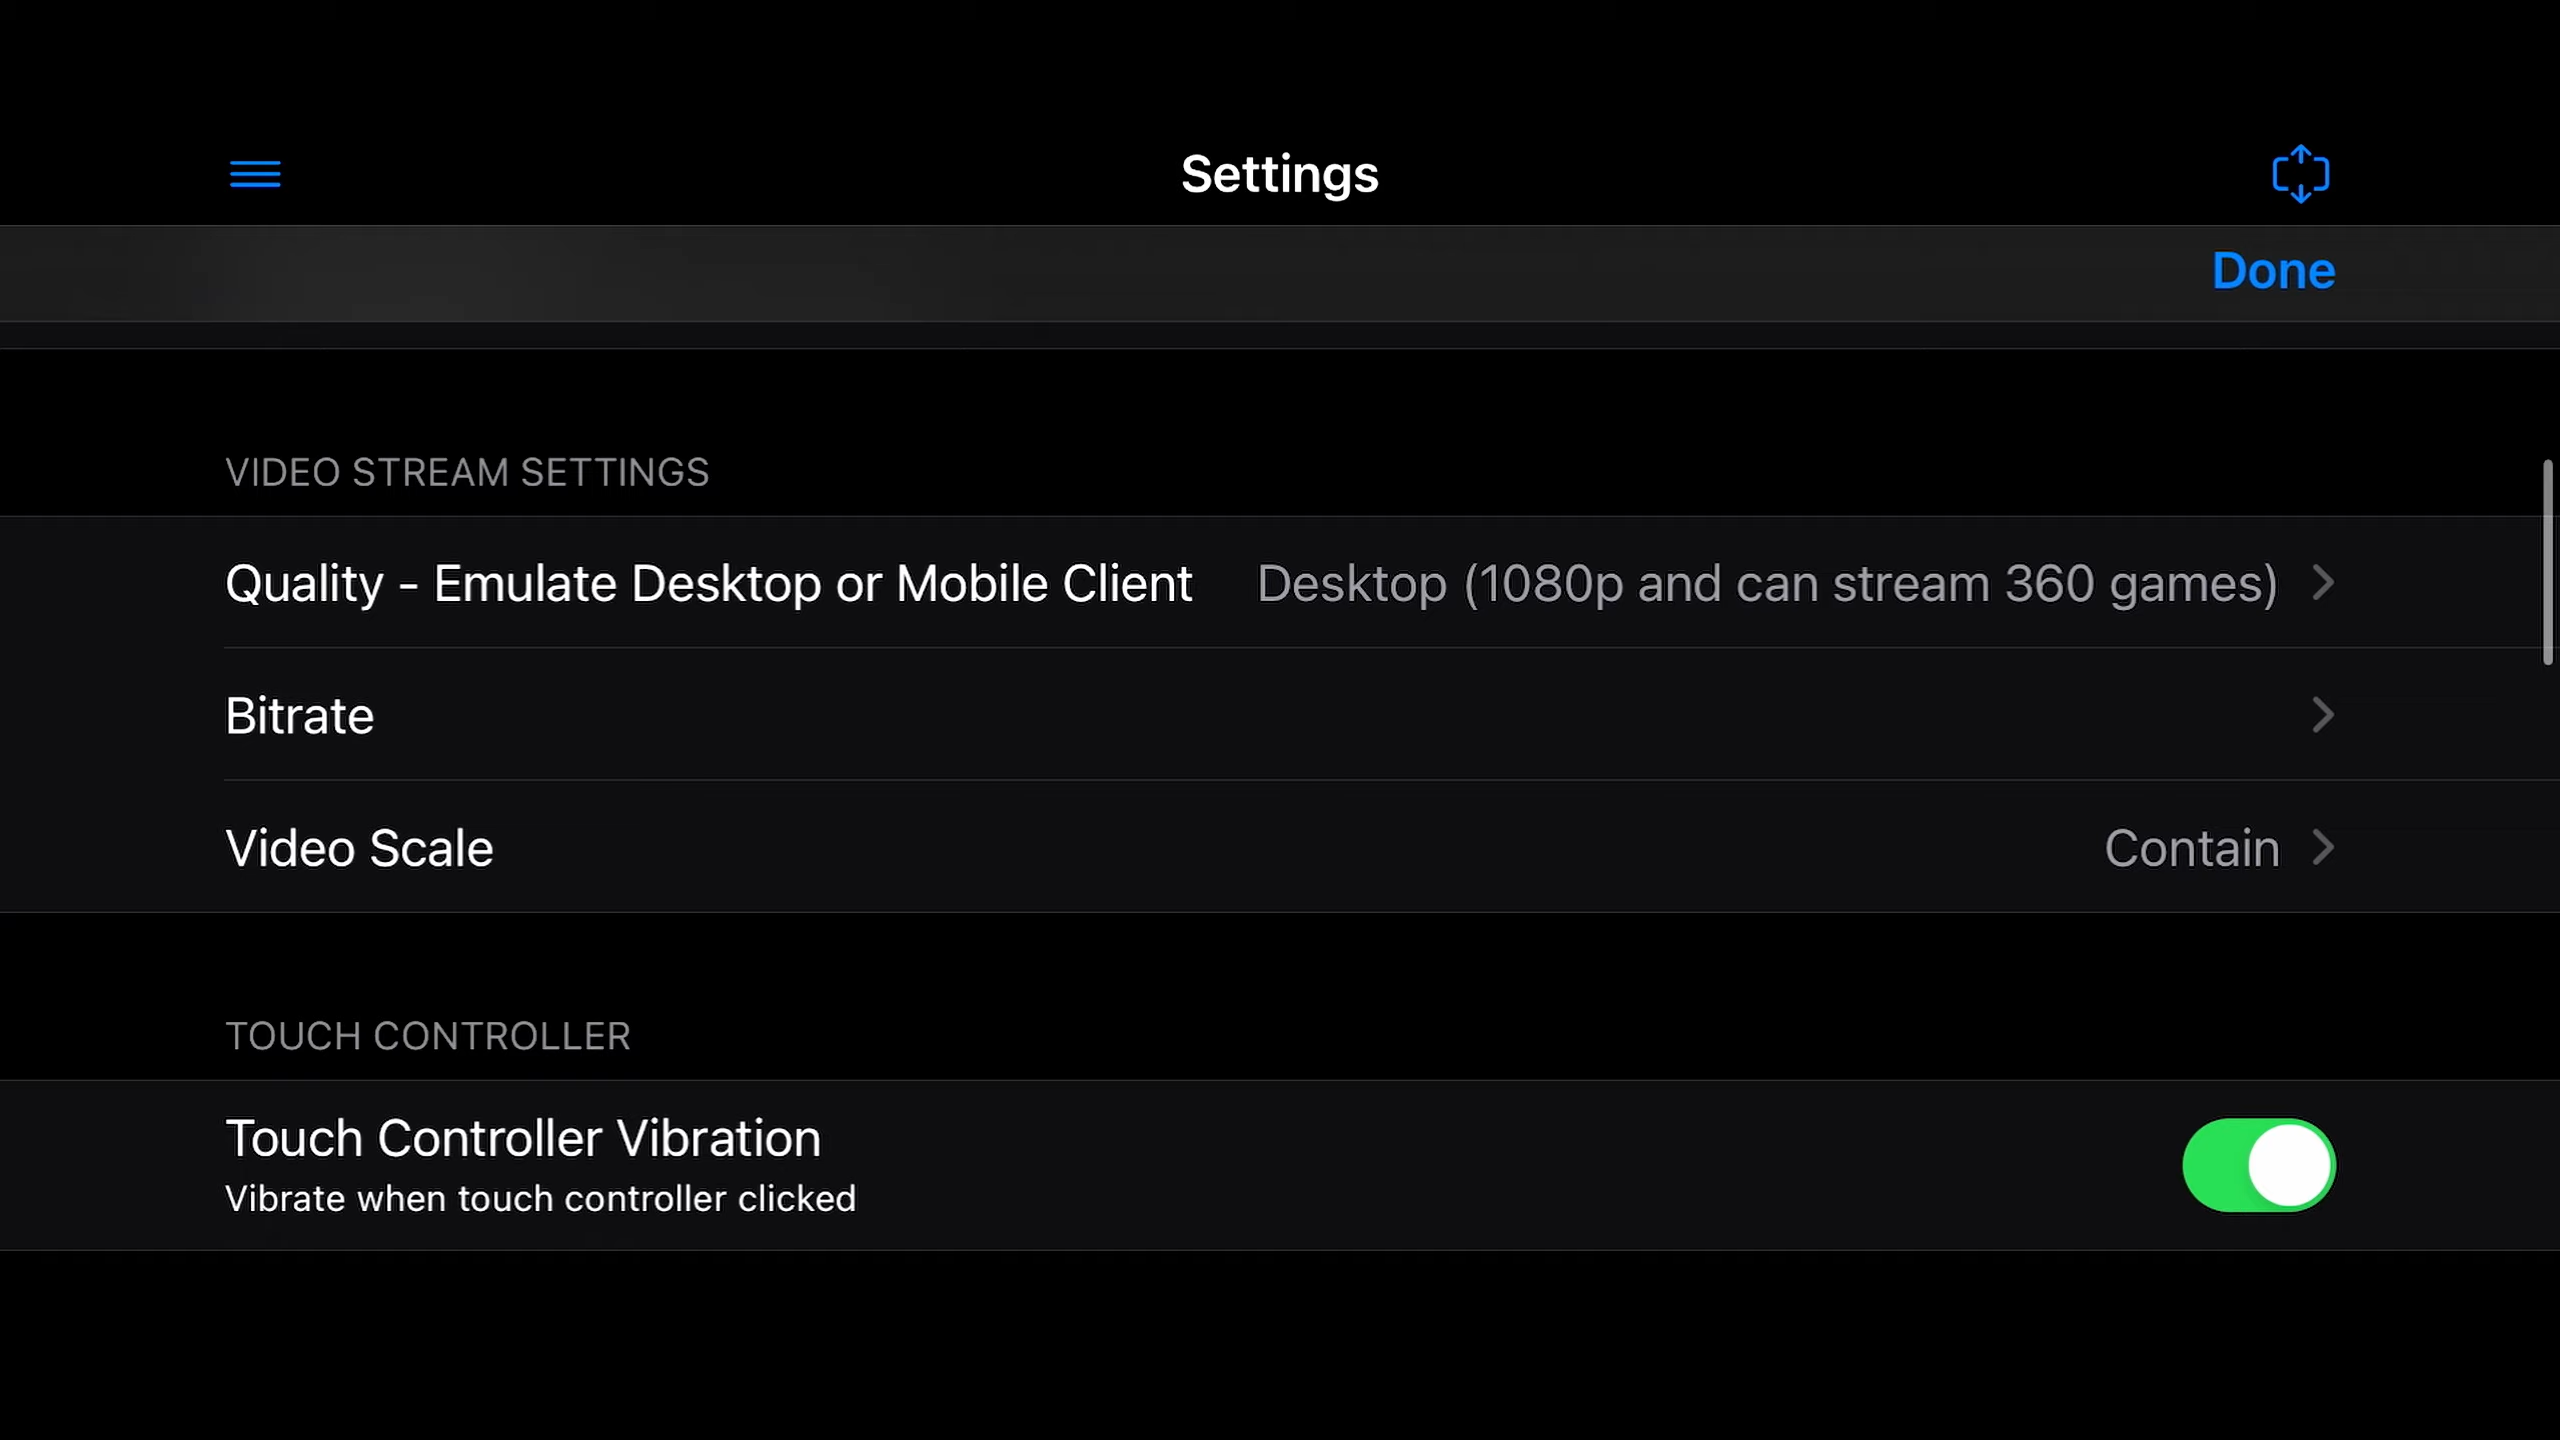 Settings
Done
VIDEO STREAM SETTINGS
Quality - Emulate Desktop or Mobile Client Desktop (1080p and can stream 360 games)
Bitrate
Video Scale Contain
TOUCH CONTROLLER
Touch Controller Vibration
Vibrate when touch controller clicked